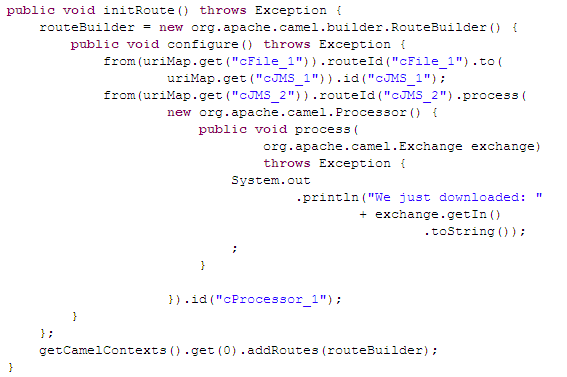 public void initRoute() throws Exception {
    routeBuilder = new org.apache.camel.builder.RouteBuilder() {
        public void configure() throws Exception {
            from(uriMap.get("cFile_1")).routeId("cFile_1").to(
                    uriMap.get("cJMS_1")).id("cJMS_1");
            from(uriMap.get("cJMS_2")).routeId("cJMS_2").process(
                    new org.apache.camel.Processor() {
                        public void process(
                                org.apache.camel.Exchange exchange)
                                throws Exception {
                            System.out
                                    .println("We just downloaded: "
                                            + exchange.getIn()
                                                    .toString());
                            ;
                        }

                    }).id("cProcessor_1");
        }
    };
    getCamelContexts().get(0).addRoutes(routeBuilder);
}